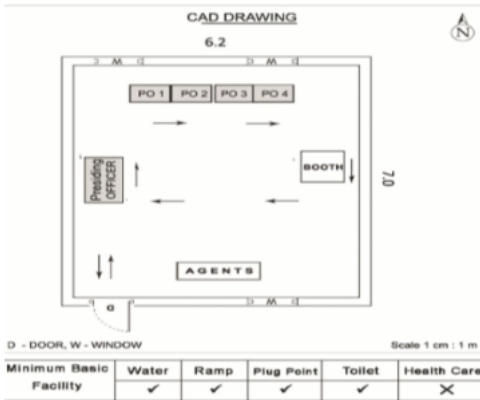 CAD DRAWING
N
6.2
W W
PO 1 PO 2 PO 3 PO 4
Presiding
OFFICER
BOOTH
7.0
AGENTS
D W
D - DOOR, W - WINDOW Scale 1 cm : 1 m
Minimum Basic Facility Water Ramp Plug Point Toilet Health Care
✓ ✓ ✓ ✓ ✕